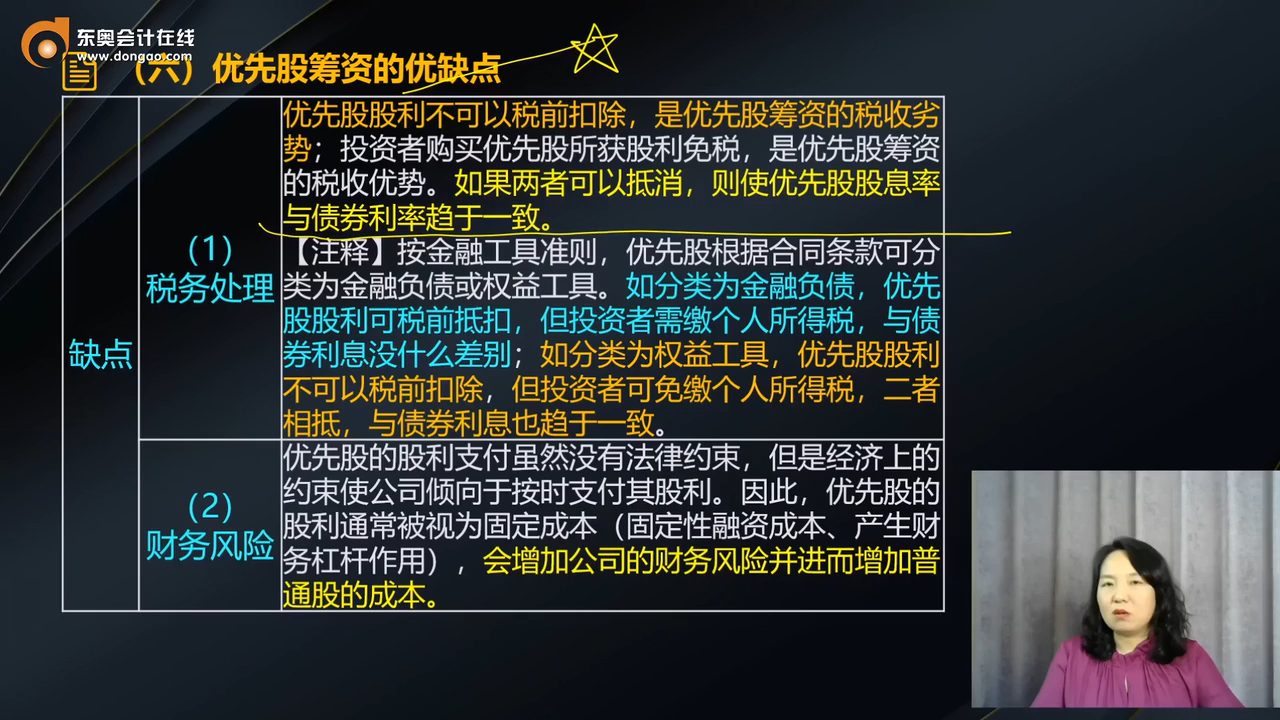 东奥会计在线
www.dongao.com
（六）优先股筹资的优缺点
缺点
（1）
税务处理
优先股股利不可以税前扣除，是优先股筹资的税收劣
势；投资者购买优先股所获股利免税，是优先股筹资
的税收优势。如果两者可以抵消，则使优先股股息率
与债券利率趋于一致。
【注释】按金融工具准则，优先股根据合同条款可分
类为金融负债或权益工具。如分类为金融负债，优先
股股利可税前抵扣，但投资者需缴个人所得税，与债
券利息没什么差别；如分类为权益工具，优先股股利
不可以税前扣除，但投资者可免缴个人所得税，二者
相抵，与债券利息也趋于一致。
（2）
财务风险
优先股的股利支付虽然没有法律约束，但是经济上的
约束使公司倾向于按时支付其股利。因此，优先股的
股利通常被视为固定成本（固定性融资成本、产生财
务杠杆作用），会增加公司的财务风险并进而增加普
通股的成本。